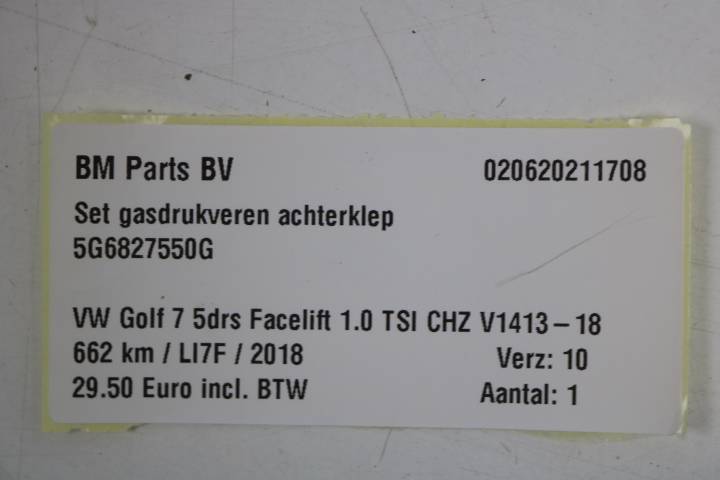 BM Parts BV 020620211708
Set gasdrukveren achterklep
5G6827550G
VW Golf 7 5drs Facelift 1.0 TSI CHZ V1413-18
662 km / LI7F / 2018 Verz: 10
29.50 Euro incl. BTW Aantal: 1